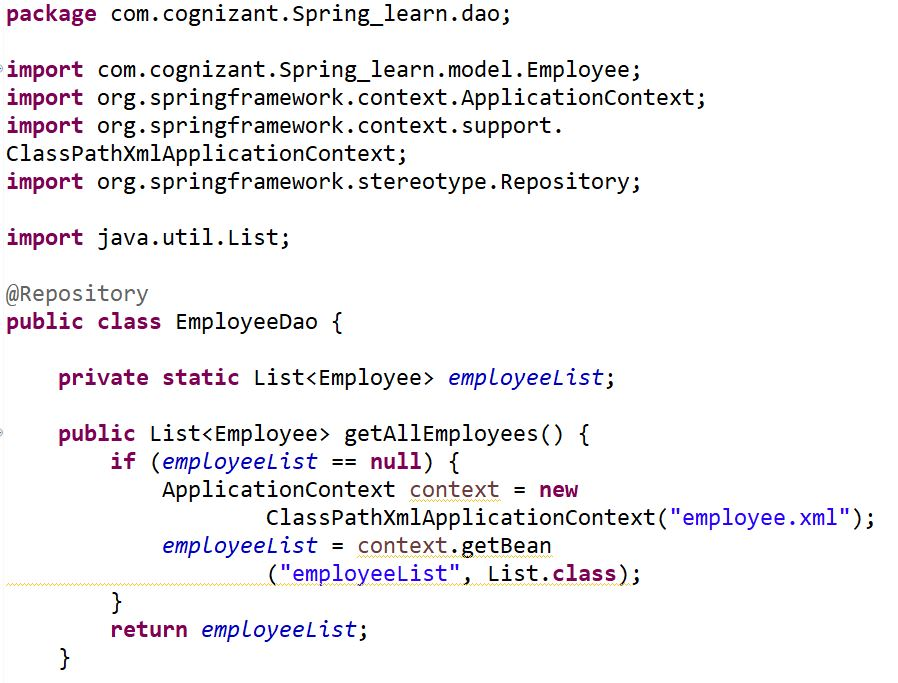 package com.cognizant.Spring_learn.dao;
import com.cognizant.Spring_learn.model.Employee;
import org.springframework.context.ApplicationContext;
import org.springframework.context.support.
ClassPathXmlApplicationContext;
import org.springframework.stereotype.Repository;
import java.util.List;
@Repository
public class EmployeeDao {
private static List<Employee> employeeList;
public List<Employee> getAllEmployees() {
if (employeeList == null) {
ApplicationContext context = new
ClassPathXmlApplicationContext("employee.xml");
employeeList = context.getBean
("employeeList", List.class);
}
return employeeList;
}